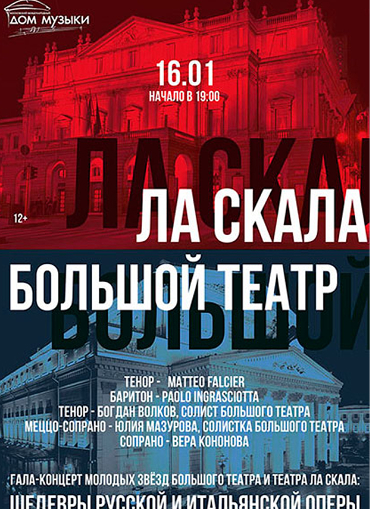 ДОМ МУЗЫКИ
16.01
НАЧАЛО В 19:00
ЛА СКА
12+
ЛА СКАЛА
БОЛЬШОЙ ТЕАТР
БОЛЬШОЙ
ТЕНОР - MATTEO FALCIER
БАРИТОН - PAOLO INGRASCIOTTA
ТЕНОР - БОГДАН ВОЛКОВ, СОЛИСТ БОЛЬШОГО ТЕАТРА
МЕЦЦО-СОПРАНО - ЮЛИЯ МАЗУРОВА, СОЛИСТКА БОЛЬШОГО ТЕАТРА
СОПРАНО - ВЕРА КОНОНОВА
ГАЛА-КОНЦЕРТ МОЛОДЫХ ЗВЁЗД БОЛЬШОГО ТЕАТРА И ТЕАТРА ЛА СКАЛА:
ШЕДЕВРЫ РУССКОЙ И ИТАЛЬЯНСКОЙ ОПЕРЫ